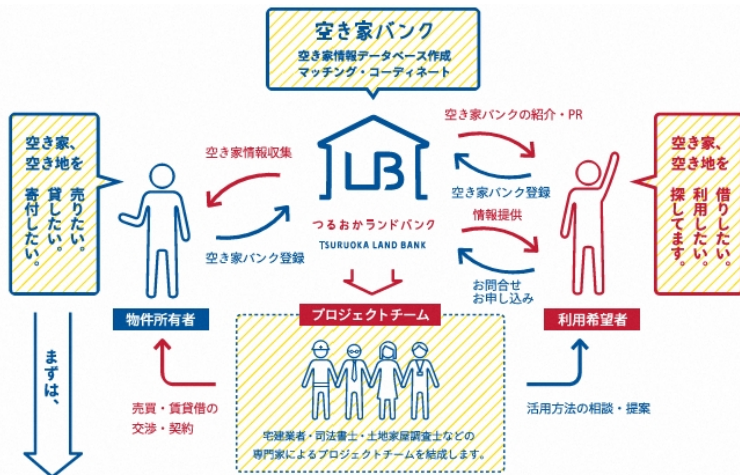 空き家バンク
空き家情報データベース作成
マッチング・コーディネート
空き家、
空き地を
売りたい。
貸したい。
寄付したい。
空き家情報収集
空き家バンク登録
LB
つるおかランドバンク
TSURUOKA LAND BANK
空き家バンクの紹介・PR
空き家バンク登録
情報提供
お問合せ
お申し込み
空き家、
空き地を
借りたい。
利用したい。
探してます。
物件所有者
プロジェクトチーム
利用希望者
まずは、
売買・賃貸借の
交渉・契約
宅建業者・司法書士・土地家屋調査士などの
専門家によるプロジェクトチームを結成します。
活用方法の相談・提案